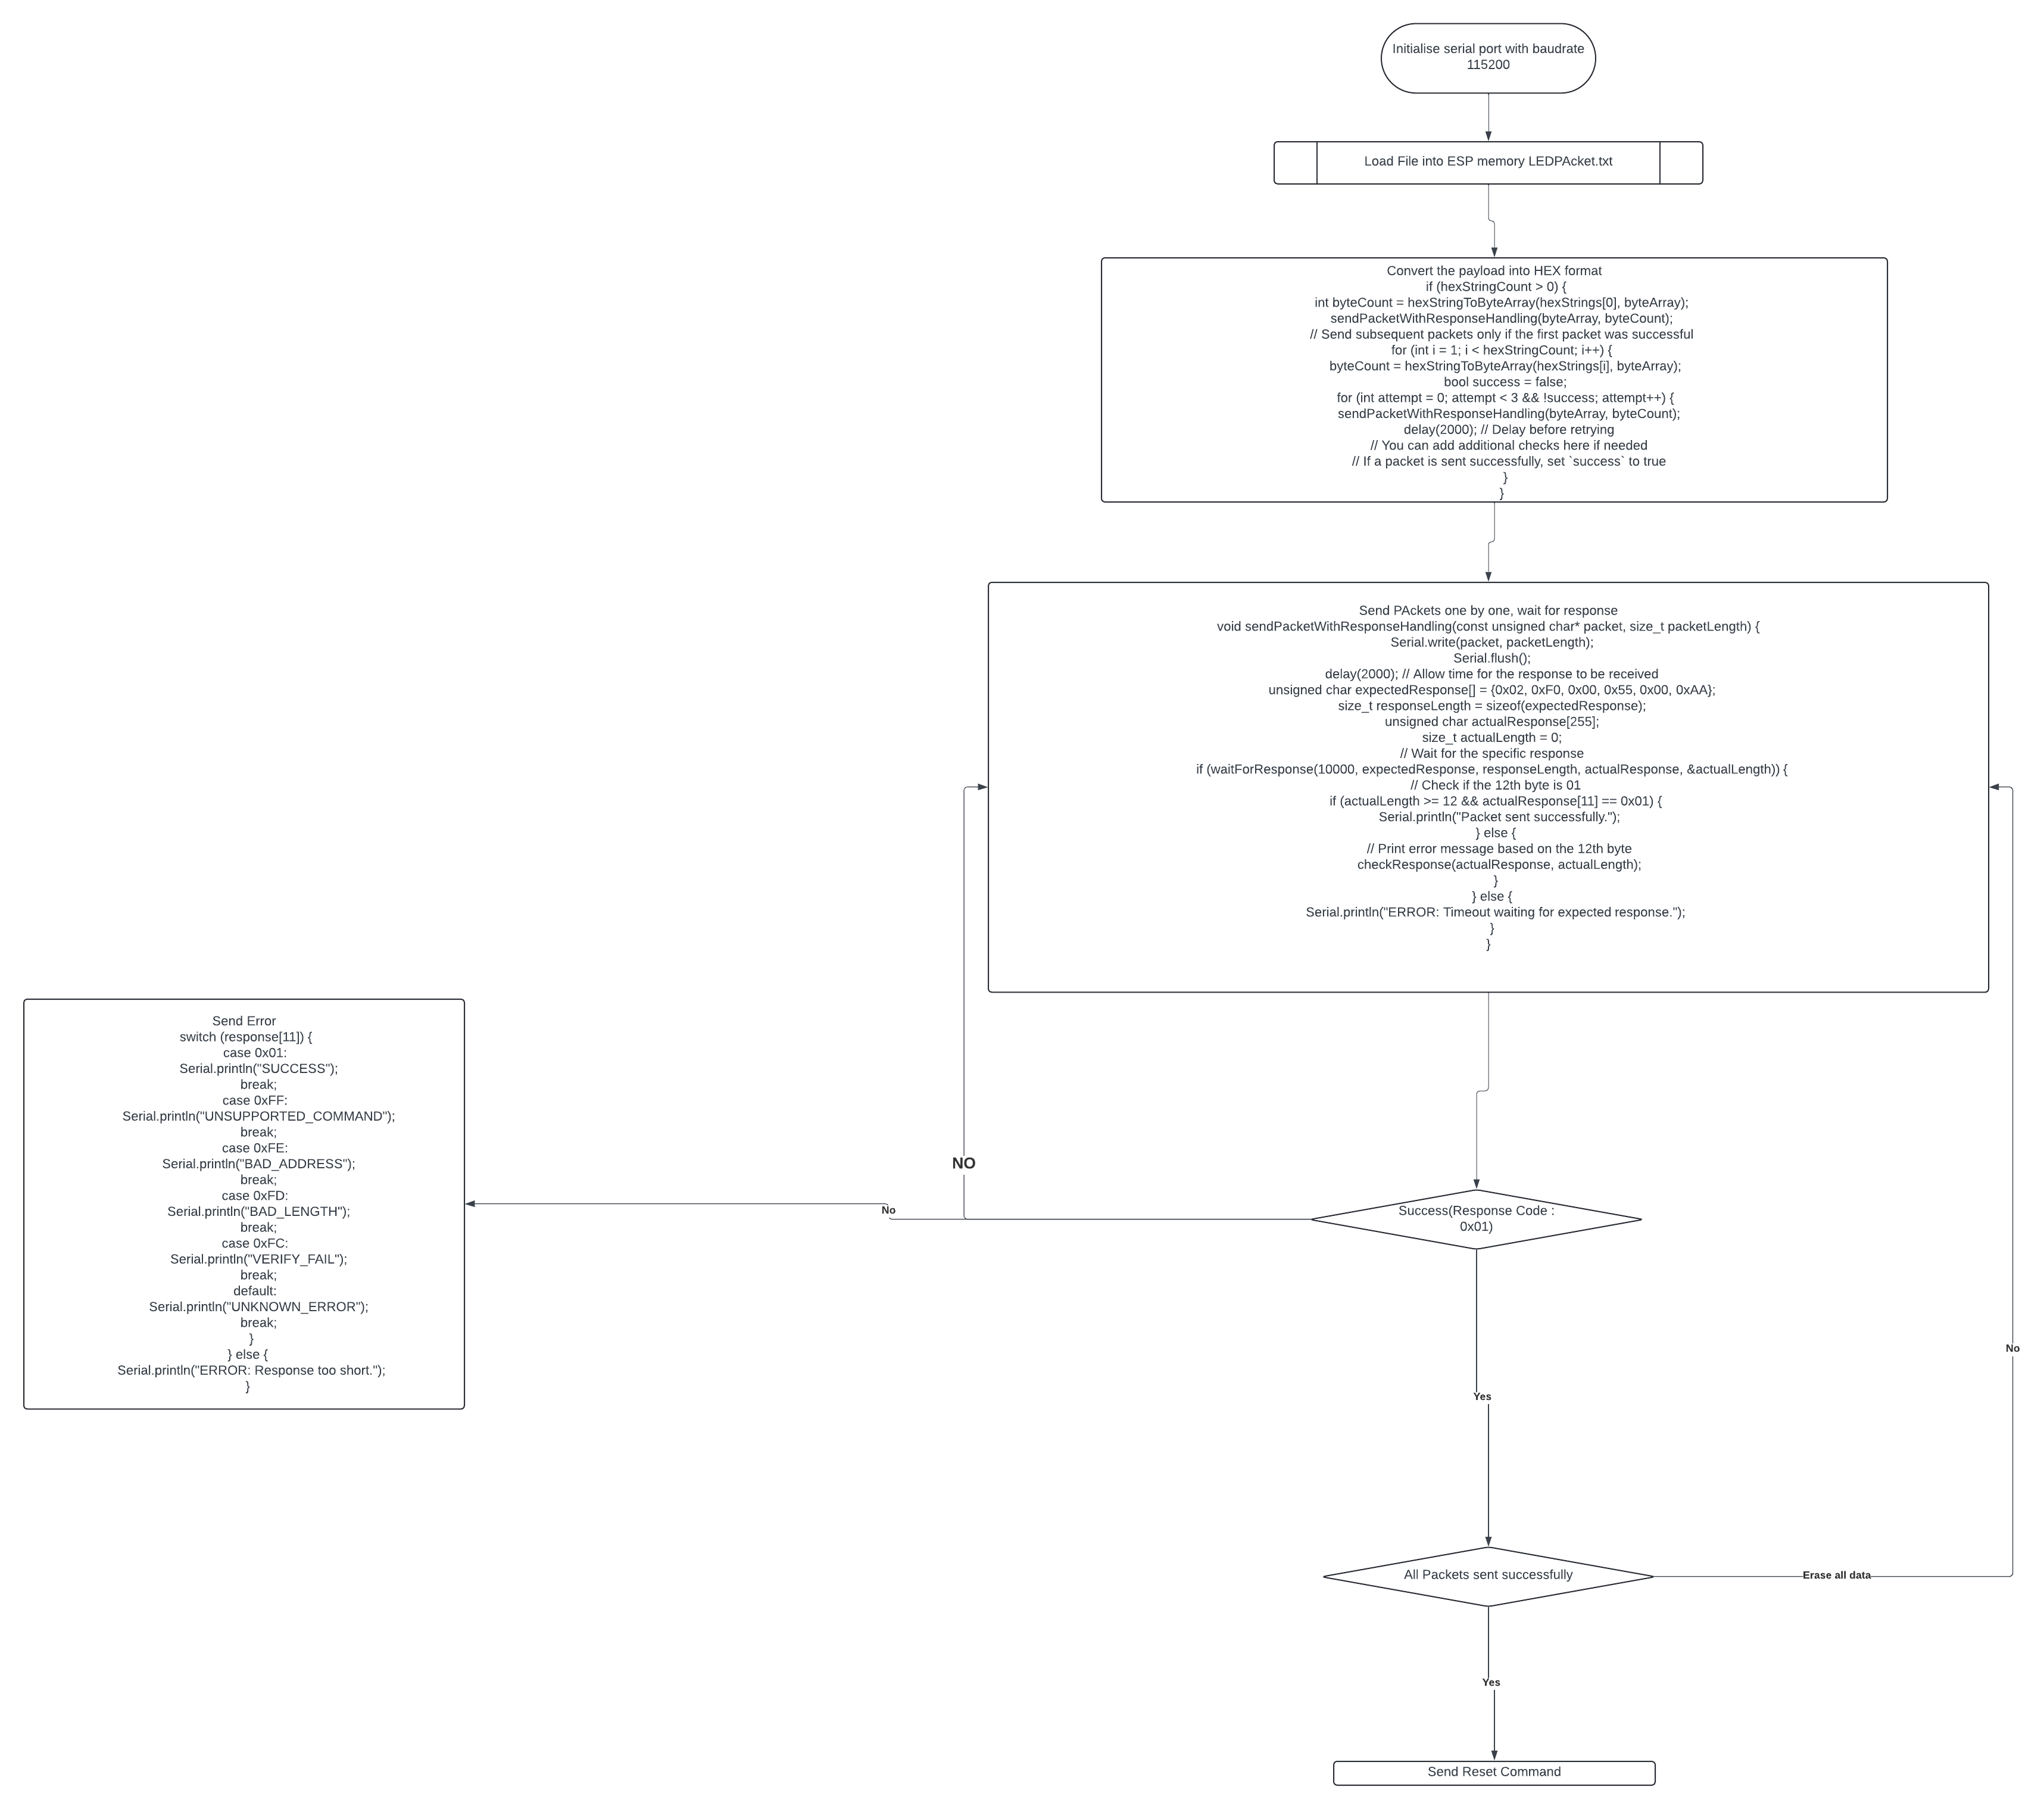 Initialise serial port with baudrate
115200
Load File into ESP memory LEDPAcket.txt
Convert the payload into HEX format
if (hexStringCount > 0) {
int byteCount = hexStringToByteArray(hexStrings[0], byteArray);
sendPacketWithResponseHandling(byteArray, byteCount);
// Send subsequent packets only if the first packet was successful
for (int i = 1; i < hexStringCount; i++) {
byteCount = hexStringToByteArray(hexStrings[i], byteArray);
bool success = false;
for (int attempt = 0; attempt < 3 && !success; attempt++) {
sendPacketWithResponseHandling(byteArray, byteCount);
delay(2000); // Delay before retrying
// You can add additional checks here if needed
// If a packet is sent successfully, set `success` to true
}
}
Send PAckets one by one, wait for response
void sendPacketWithResponseHandling(const unsigned char* packet, size_t packetLength) {
Serial.write(packet, packetLength);
Serial.flush();
delay(2000); // Allow time for the response to be received
unsigned char expectedResponse[] = {0x02, 0xF0, 0x00, 0x55, 0x00, 0xAA};
size_t responseLength = sizeof(expectedResponse);
unsigned char actualResponse[255];
size_t actualLength = 0;
// Wait for the specific response
if (waitForResponse(10000, expectedResponse, responseLength, actualResponse, &actualLength)) {
// Check if the 12th byte is 01
if (actualLength >= 12 && actualResponse[11] == 0x01) {
Serial.println("Packet sent successfully.");
} else {
// Print error message based on the 12th byte
checkResponse(actualResponse, actualLength);
}
} else {
Serial.println("ERROR: Timeout waiting for expected response.");
}
}
Send Error
switch (response[11]) {
case 0x01:
Serial.println("SUCCESS");
break;
case 0xFF:
Serial.println("UNSUPPORTED_COMMAND");
break;
case 0xFE:
Serial.println("BAD_ADDRESS");
break;
case 0xFD:
Serial.println("BAD_LENGTH");
break;
case 0xFC:
Serial.println("VERIFY_FAIL");
break;
default:
Serial.println("UNKNOWN_ERROR");
break;
}
} else {
Serial.println("ERROR: Response too short.");
}
NO
No
Success(Response Code :
0x01)
No
Yes
All Packets sent successfully
Erase all data
Yes
Send Reset Command